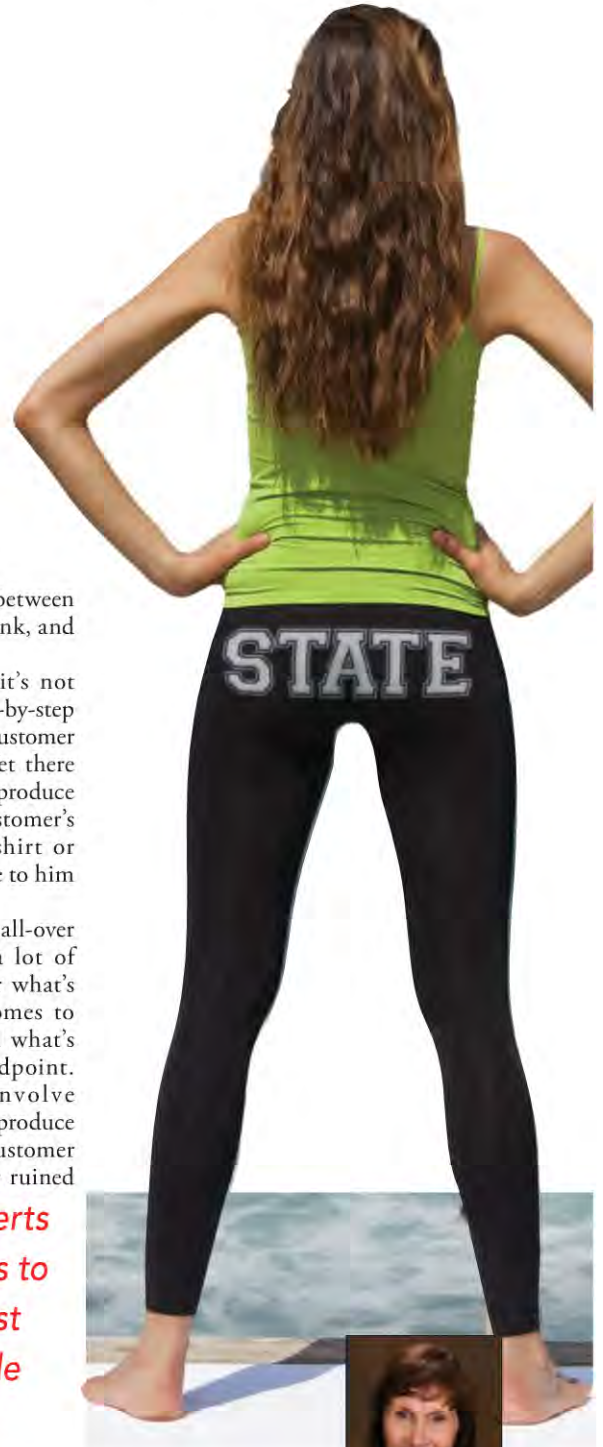 between
nk, and
it's not
-by-step
ustomer
et there
produce
stomer's
shirt or
e to him
all-over
a lot of
what's
omes to
what's
dpoint.
nvolve
produce
ustomer
ruined
erts
s to
st
le
STATE